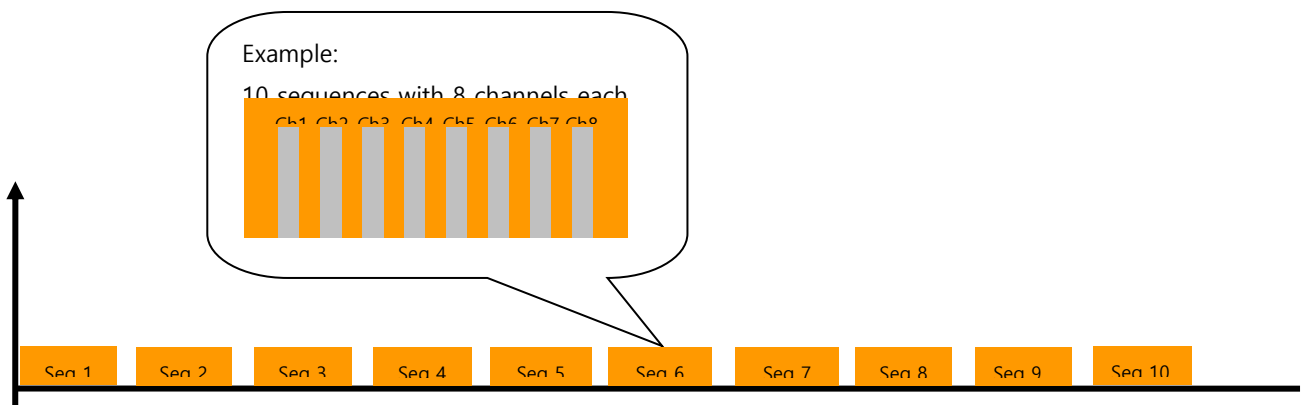 Example:
10 sequences with 8 channels each
Ch1 Ch2 Ch3 Ch4 Ch5 Ch6 Ch7 Ch8
Seq 1 Seq 2 Seq 3 Seq 4 Seq 5 Seq 6 Seq 7 Seq 8 Seq 9 Seq 10